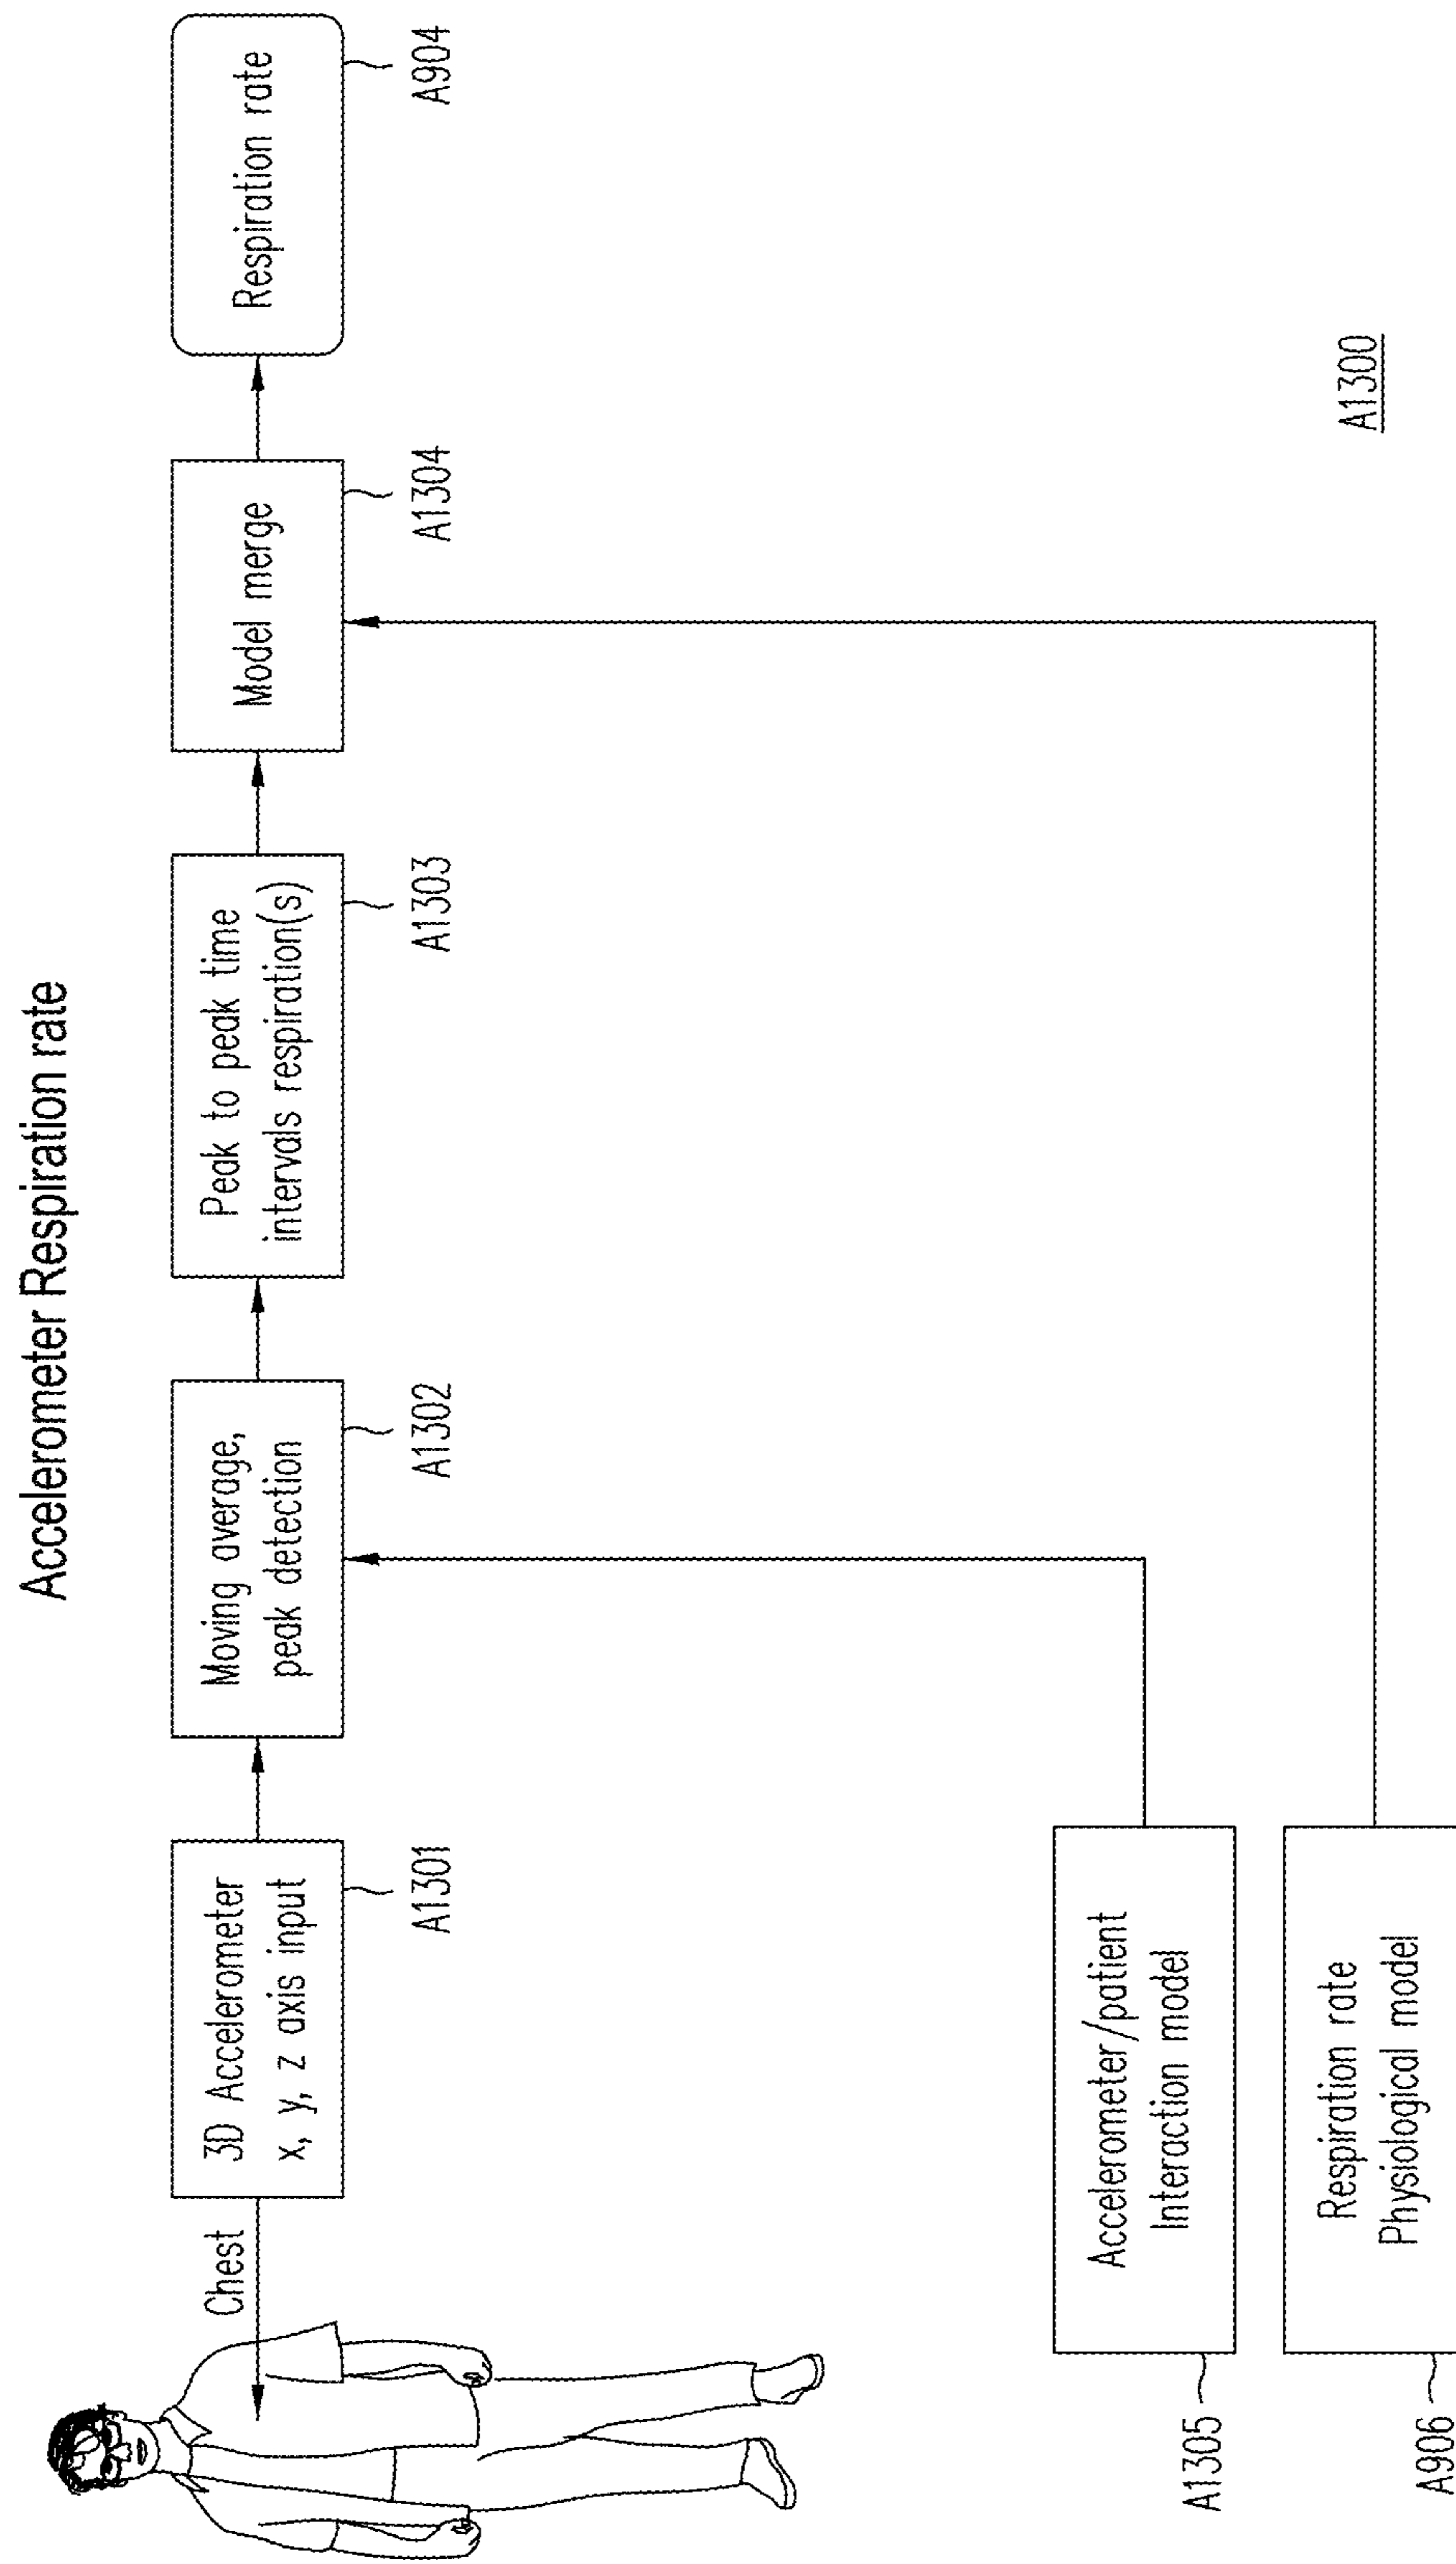 Accelerometer Respiration rate
Chest
3D Accelerometer
x, y, z axis input
A1301
Moving average,
peak detection
A1302
Peak to peak time
intervals respiration(s)
A1303
Model merge
A1304
Respiration rate
A904
Accelerometer/patient
Interaction model
A1305
Respiration rate
Physiological model
A906
A1300